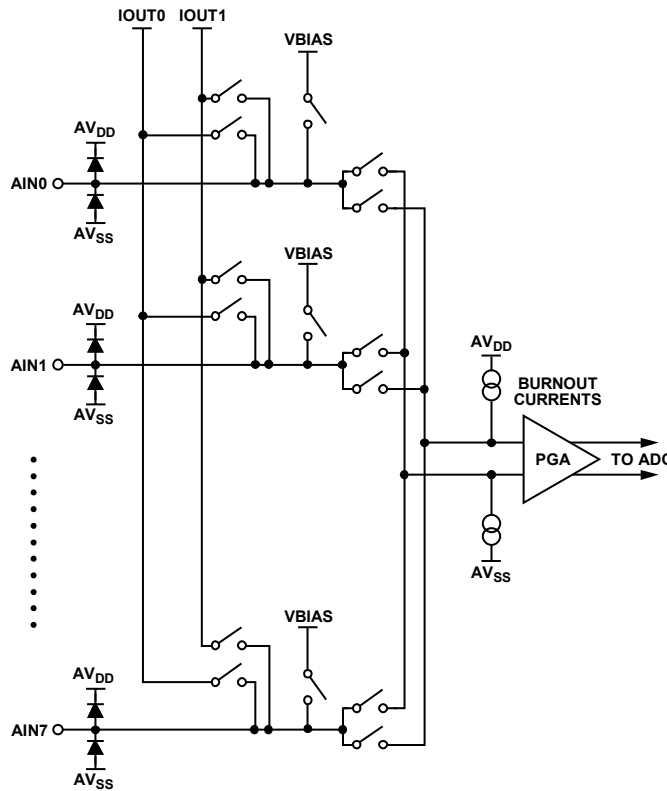 IOUT0 IOUT1
VBIAS
AVDD
AIN0
AVSS
VBIAS
AVDD
AIN1
AVSS
AVDD
BURNOUT
CURRENTS
PGA
TO ADC
AVSS
VBIAS
AVDD
AIN7
AVSS